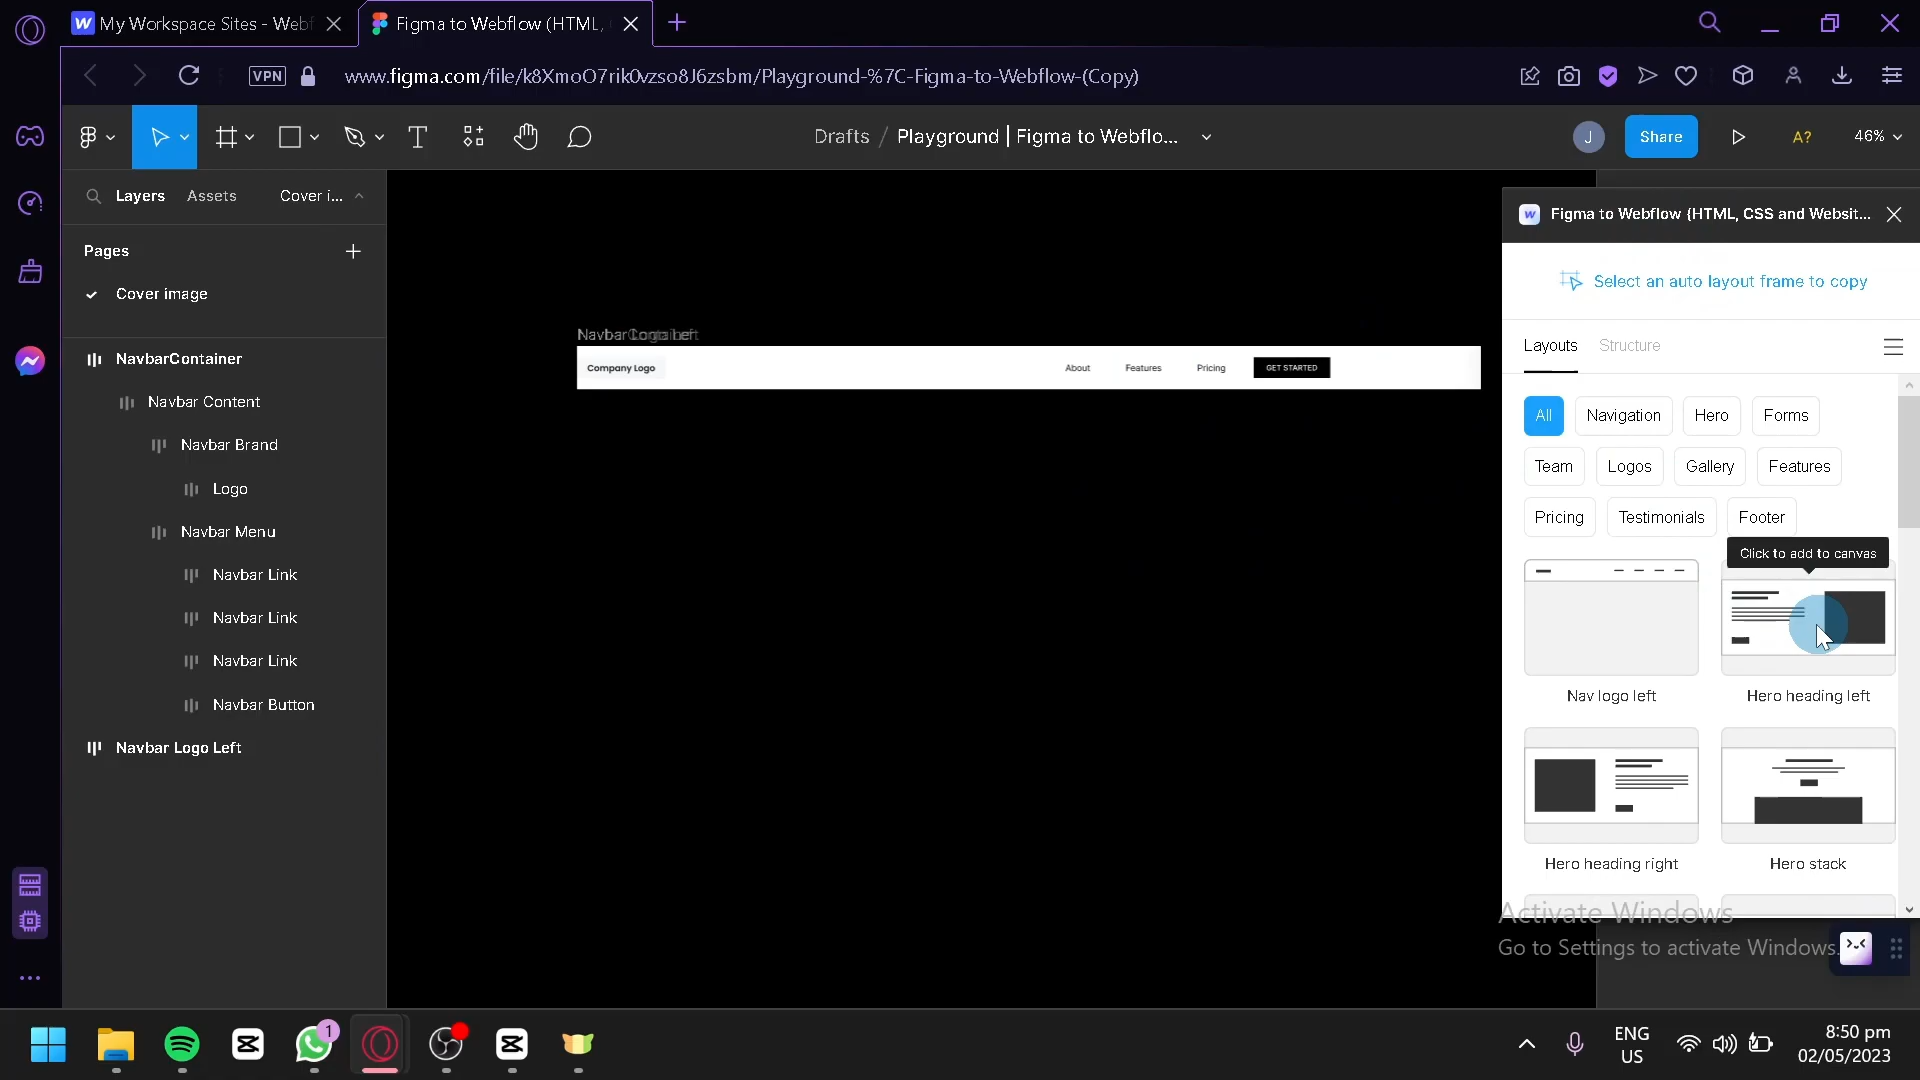 My Workspace Sites - Webf
Figma to Webflow (HTML,
VPN
www.figma.com/file/k8XmoO7rik0vzso8J6zsbm/Playground-%7C-Figma-to-Webflow-(Copy)
Drafts / Playground | Figma to Webflo...
J
Share
A?
46%
Layers
Assets
Cover i...
Pages
Cover image
NavbarContainer
Navbar Content
Navbar Brand
Logo
Navbar Menu
Navbar Link
Navbar Link
Navbar Link
Navbar Button
Navbar Logo Left
Company Logo
About
Features
Pricing
GET STARTED
Figma to Webflow (HTML, CSS and Websit...
Select an auto layout frame to copy
Layouts
Structure
All
Navigation
Hero
Forms
Team
Logos
Gallery
Features
Pricing
Testimonials
Footer
Click to add to canvas
Nav logo left
Hero heading left
Hero heading right
Hero stack
Activate Windows
Go to Settings to activate Windows.
1
ENG
US
8:50 pm
02/05/2023